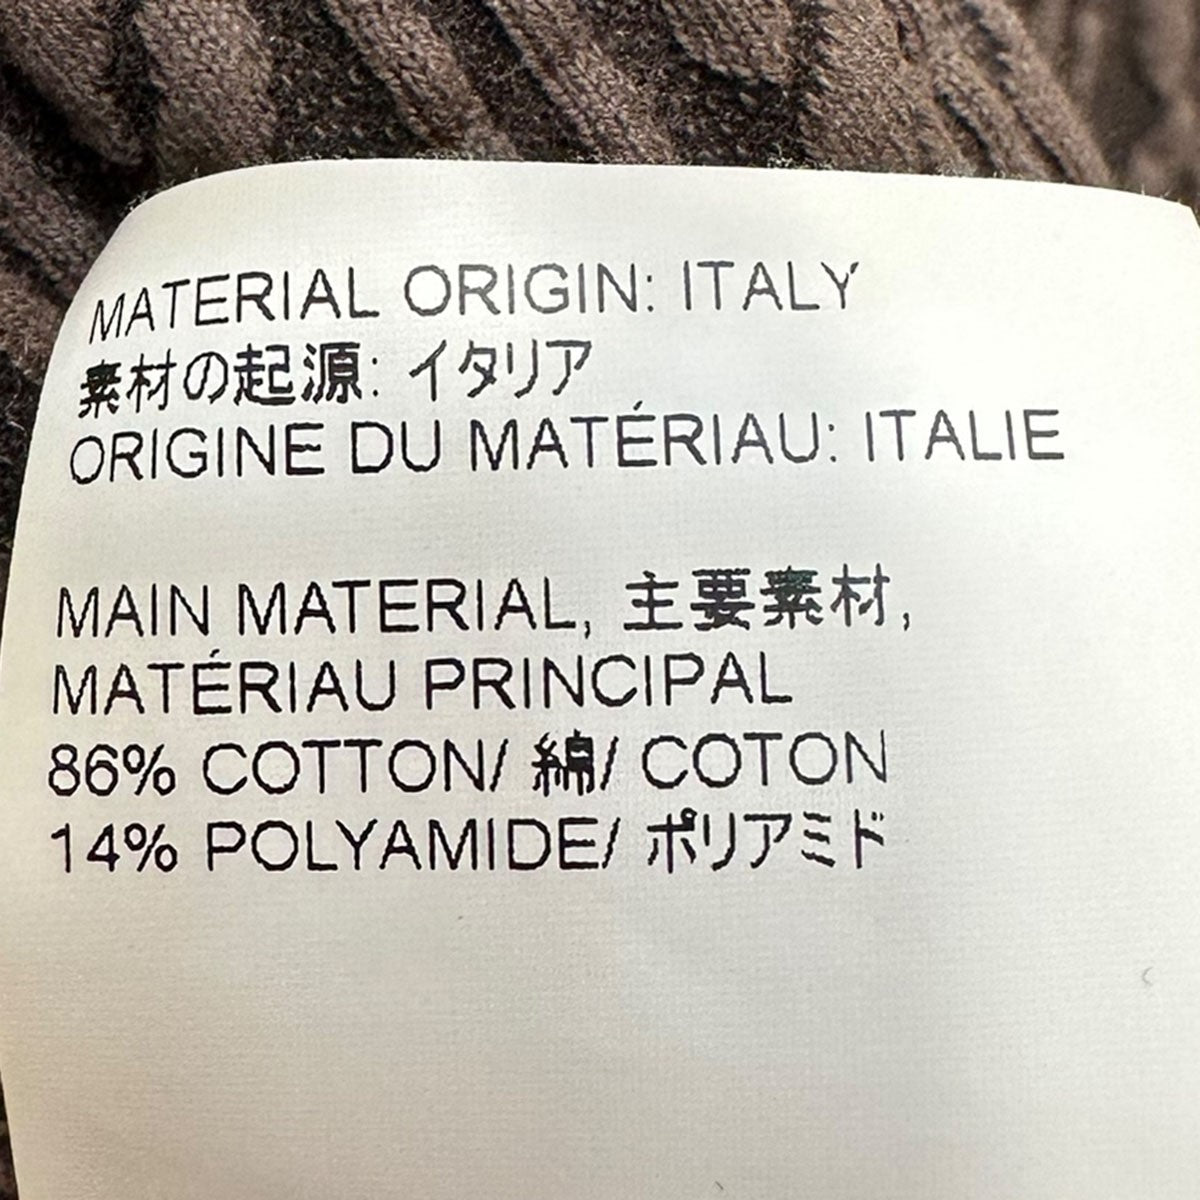 MATERIAL ORIGIN: ITALY
素材の起源: イタリア
ORIGINE DU MATÉRIAU: ITALIE
MAIN MATERIAL, 主要素材,
MATÉRIAU PRINCIPAL
86% COTTON/ 綿/ COTON
14% POLYAMIDE/ ポリアミド